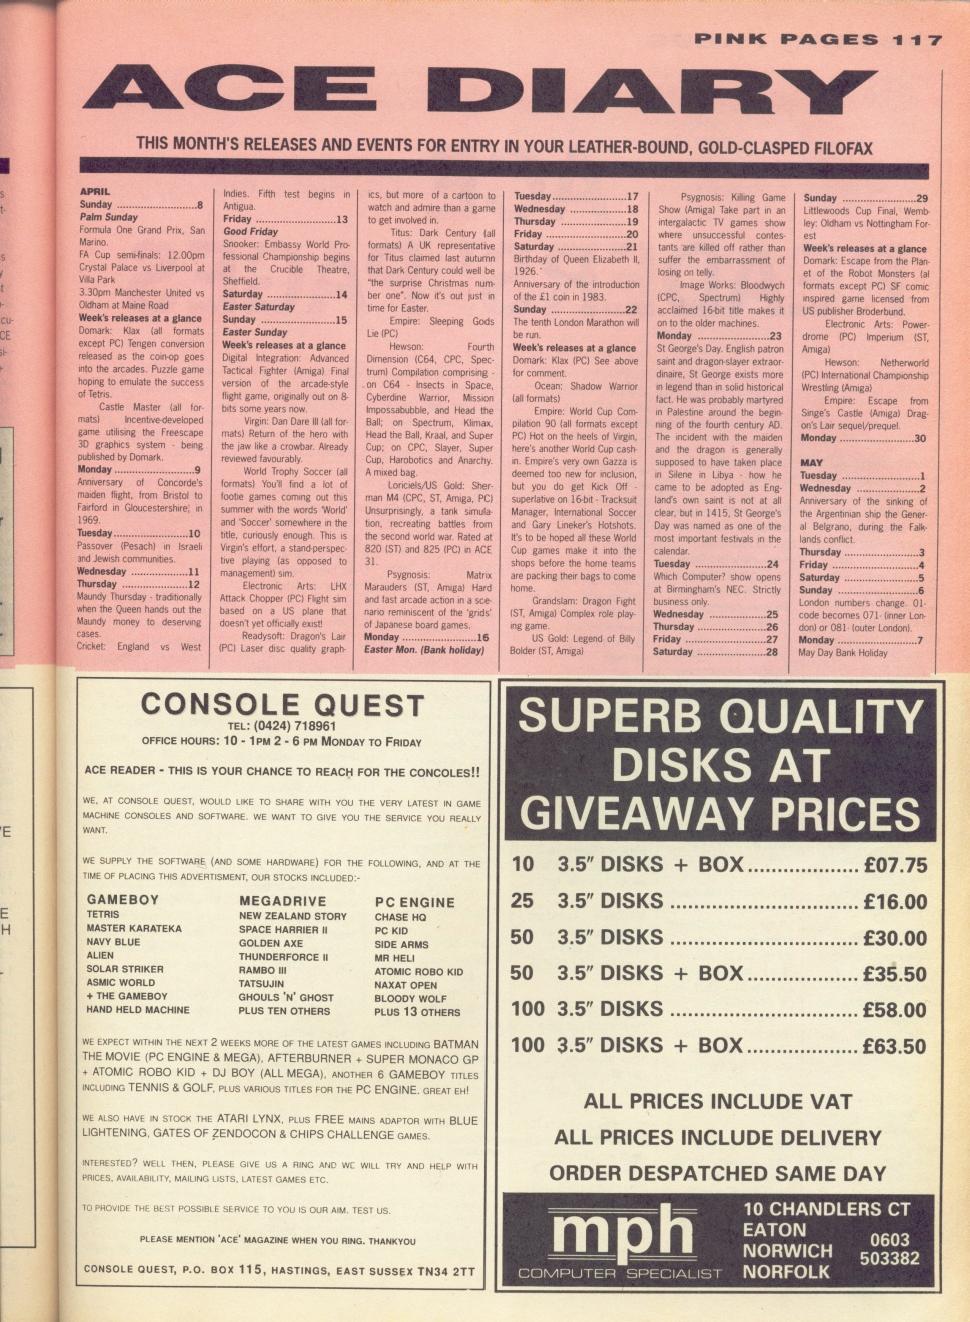 PINK PAGES 117
ACE DIARY
THIS MONTH'S RELEASES AND EVENTS FOR ENTRY IN YOUR LEATHER-BOUND, GOLD-CLASPED FILOFAX
APRIL
Sunday ........................8
Palm Sunday
Formula One Grand Prix, San
Marino.
FA Cup semi-finals: 12.00pm
Crystal Palace vs Liverpool at
Villa Park
3.30pm Manchester United vs
Oldham at Maine Road
Week's releases at a glance
Domark: Klax (all formats
except PC) Tengen conversion
released as the coin-op goes
into the arcades. Puzzle game
hoping to emulate the success
of Tetris.
Castle Master (all for-
mats) Incentive-developed
game utilising the Freescape
3D graphics system - being
published by Domark.
Monday ........................9
Anniversary of Concorde's
maiden flight, from Bristol to
Fairford in Gloucestershire, in
1969.
Tuesday........................10
Passover (Pesach) in Israeli
and Jewish communities.
Wednesday ..................11
Thursday ......................12
Maundy Thursday - traditionally
when the Queen hands out the
Maundy money to deserving
cases.
Cricket: England vs West
Indies. Fifth test begins in
Antigua.
Friday ........................13
Good Friday
Snooker: Embassy World Pro-
fessional Championship begins
at the Crucible Theatre,
Sheffield.
Saturday ......................14
Easter Saturday
Sunday ........................15
Easter Sunday
Week's releases at a glance
Digital Integration: Advanced
Tactical Fighter (Amiga) Final
version of the arcade-style
flight game, originally out on 8-
bits some years now.
Virgin: Dan Dare III (all for-
mats) Return of the hero with
the jaw like a crowbar. Already
reviewed favourably.
World Trophy Soccer (all
formats) You'll find a lot of
footie games coming out this
summer with the words 'World'
and 'Soccer' somewhere in the
title, curiously enough. This is
Virgin's effort, a stand-perspec-
tive playing (as opposed to
management) sim.
Electronic Arts: LHX
Attack Chopper (PC) Flight sim
based on a US plane that
doesn't yet officially exist!
Readysoft: Dragon's Lair
(PC) Laser disc quality graph-
ics, but more of a cartoon to
watch and admire than a game
to get involved in.
Titus: Dark Century (all
formats) A UK representative
for Titus claimed last autumn
that Dark Century could well be
"the surprise Christmas num-
ber one". Now it's out just in
time for Easter.
Empire: Sleeping Gods
Lie (PC)
Hewson: Fourth
Dimension (C64, CPC, Spec-
trum) Compilation comprising -
on C64 - Insects in Space,
Cyberdine Warrior, Mission
Impossabubble, and Head the
Ball; on Spectrum, Klimax,
Head the Ball, Kraal, and Super
Cup; on CPC, Slayer, Super
Cup, Harobotics and Anarchy.
A mixed bag.
Loriciels/US Gold: Sher-
man M4 (CPC, ST, Amiga, PC)
Unsurprisingly, a tank simula-
tion, recreating battles from
the second world war. Rated at
820 (ST) and 825 (PC) in ACE
31.
Psygnosis: Matrix
Marauders (ST, Amiga) Hard
and fast arcade action in a sce-
nario reminiscent of the 'grids'
of Japanese board games.
Monday ........................16
Easter Mon. (Bank holiday)
Tuesday........................17
Wednesday ..................18
Thursday ......................19
Friday ........................20
Saturday ......................21
Birthday of Queen Elizabeth II,
1926.
Anniversary of the introduction
of the £1 coin in 1983.
Sunday ........................22
The tenth London Marathon will
be run.
Week's releases at a glance
Domark: Klax (PC) See above
for comment.
Ocean: Shadow Warrior
(all formats)
Empire: World Cup Com-
pilation 90 (all formats except
PC) Hot on the heels of Virgin,
here's another World Cup cash-
in. Empire's very own Gazza is
deemed too new for inclusion,
but you do get Kick Off -
superlative on 16-bit - Tracksuit
Manager, International Soccer
and Gary Lineker's Hotshots.
It's to be hoped all these World
Cup games make it into the
shops before the home teams
are packing their bags to come
home.
Grandslam: Dragon Fight
(ST, Amiga) Complex role play-
ing game.
US Gold: Legend of Billy
Bolder (ST, Amiga)
Psygnosis: Killing Game
Show (Amiga) Take part in an
intergalactic TV games show
where unsuccessful contes-
tants are killed off rather than
suffer the embarrassment of
losing on telly.
Image Works: Bloodwych
(CPC, Spectrum) Highly
acclaimed 16-bit title makes it
on to the older machines.
Monday ........................23
St George's Day. English patron
saint and dragon-slayer extraor-
dinaire, St George exists more
in legend than in solid historical
fact. He was probably martyred
in Palestine around the begin-
ning of the fourth century AD.
The incident with the maiden
and the dragon is generally
supposed to have taken place
in Silene in Libya - how he
came to be adopted as Eng-
land's own saint is not at all
clear, but in 1415, St George's
Day was named as one of the
most important festivals in the
calendar.
Tuesday ......................24
Which Computer? show opens
at Birmingham's NEC. Strictly
business only.
Wednesday ..................25
Thursday ......................26
Friday ........................27
Saturday ......................28
Sunday ........................29
Littlewoods Cup Final, Wemb-
ley: Oldham vs Nottingham For-
est
Week's releases at a glance
Domark: Escape from the Plan-
et of the Robot Monsters (al
formats except PC) SF comic
inspired game licensed from
US publisher Broderbund.
Electronic Arts: Power-
drome (PC) Imperium (ST,
Amiga)
Hewson: Netherworld
(PC) International Championship
Wrestling (Amiga)
Empire: Escape from
Singe's Castle (Amiga) Drag-
on's Lair sequel/prequel.
Monday ........................30
MAY
Tuesday........................1
Wednesday ..................2
Anniversary of the sinking of
the Argentinian ship the Gener-
al Belgrano, during the Falk-
lands conflict.
Thursday ......................3
Friday ........................4
Saturday ......................5
Sunday ........................6
London numbers change. 01-
code becomes 071- (inner Lon-
don) or 081- (outer London).
Monday ........................7
May Day Bank Holiday
CONSOLE QUEST
TEL: (0424) 718961
OFFICE HOURS: 10 - 1PM 2 - 6 PM MONDAY TO FRIDAY
ACE READER - THIS IS YOUR CHANCE TO REACH FOR THE CONCOLES!!
WE, AT CONSOLE QUEST, WOULD LIKE TO SHARE WITH YOU THE VERY LATEST IN GAME
MACHINE CONSOLES AND SOFTWARE. WE WANT TO GIVE YOU THE SERVICE YOU REALLY
WANT.
WE SUPPLY THE SOFTWARE (AND SOME HARDWARE) FOR THE FOLLOWING, AND AT THE
TIME OF PLACING THIS ADVERTISMENT, OUR STOCKS INCLUDED:-
GAMEBOY
TETRIS
MASTER KARATEKA
NAVY BLUE
ALIEN
SOLAR STRIKER
ASMIC WORLD
+ THE GAMEBOY
HAND HELD MACHINE
MEGADRIVE
NEW ZEALAND STORY
SPACE HARRIER II
GOLDEN AXE
THUNDERFORCE II
RAMBO III
TATSUJIN
GHOULS 'N' GHOST
PLUS TEN OTHERS
PC ENGINE
CHASE HQ
PC KID
SIDE ARMS
MR HELI
ATOMIC ROBO KID
NAXAT OPEN
BLOODY WOLF
PLUS 13 OTHERS
WE EXPECT WITHIN THE NEXT 2 WEEKS MORE OF THE LATEST GAMES INCLUDING BATMAN
THE MOVIE (PC ENGINE & MEGA), AFTERBURNER + SUPER MONACO GP
+ ATOMIC ROBO KID + DJ BOY (ALL MEGA), ANOTHER 6 GAMEBOY TITLES
INCLUDING TENNIS & GOLF, PLUS VARIOUS TITLES FOR THE PC ENGINE. GREAT EH!
WE ALSO HAVE IN STOCK THE ATARI LYNX, PLUS FREE MAINS ADAPTOR WITH BLUE
LIGHTENING, GATES OF ZENDOCON & CHIPS CHALLENGE GAMES.
INTERESTED? WELL THEN, PLEASE GIVE US A RING AND WE WILL TRY AND HELP WITH
PRICES, AVAILABILITY, MAILING LISTS, LATEST GAMES ETC.
TO PROVIDE THE BEST POSSIBLE SERVICE TO YOU IS OUR AIM. TEST US.
PLEASE MENTION 'ACE' MAGAZINE WHEN YOU RING. THANKYOU
CONSOLE QUEST, P.O. BOX 115, HASTINGS, EAST SUSSEX TN34 2TT
SUPERB QUALITY
DISKS AT
GIVEAWAY PRICES
10 3.5" DISKS + BOX.................... £07.75
25 3.5" DISKS .................................. £16.00
50 3.5" DISKS .................................. £30.00
50 3.5" DISKS + BOX.................... £35.50
100 3.5" DISKS .................................. £58.00
100 3.5" DISKS + BOX.................... £63.50
ALL PRICES INCLUDE VAT
ALL PRICES INCLUDE DELIVERY
ORDER DESPATCHED SAME DAY
mph
COMPUTER SPECIALIST
10 CHANDLERS CT
EATON
NORWICH
NORFOLK
0603
503382